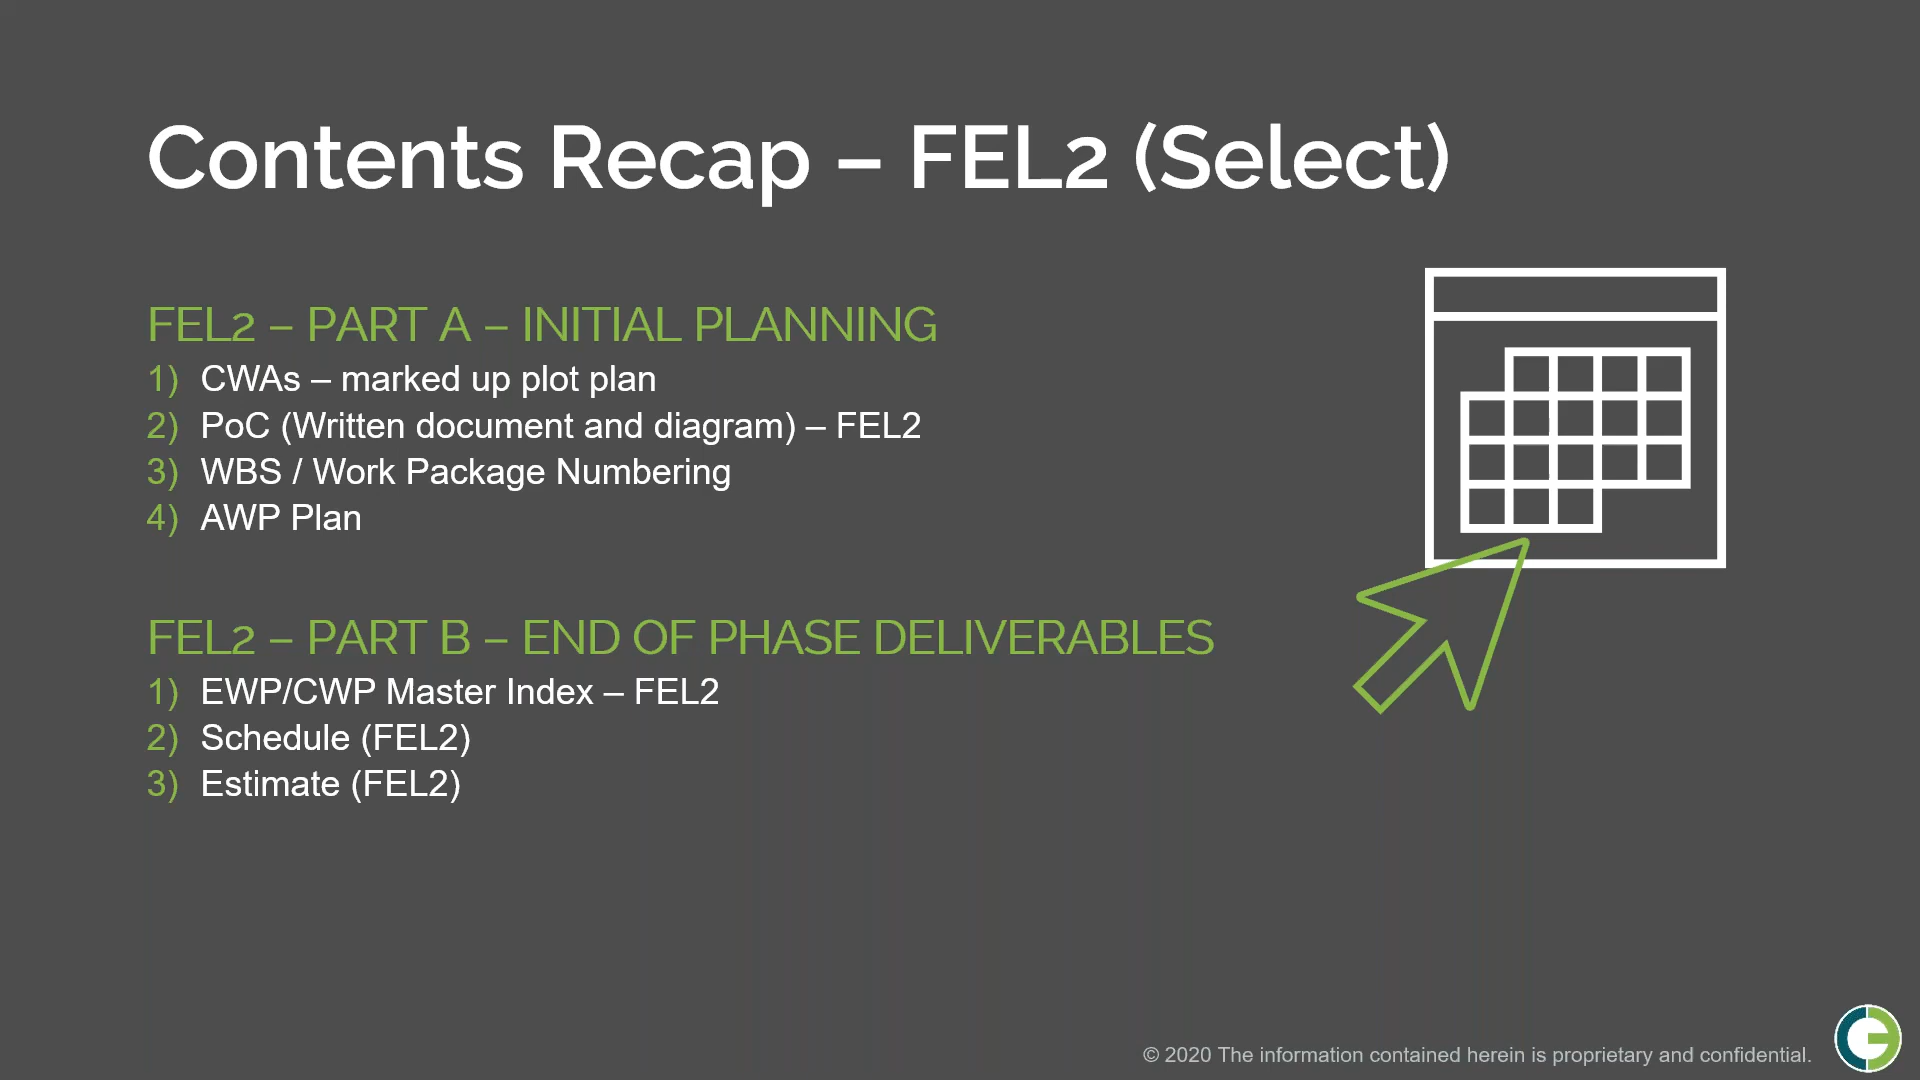 Contents Recap – FEL2 (Select)
FEL2 – PART A – INITIAL PLANNING
1) CWAs – marked up plot plan
2) PoC (Written document and diagram) – FEL2
3) WBS / Work Package Numbering
4) AWP Plan
FEL2 – PART B – END OF PHASE DELIVERABLES
1) EWP/CWP Master Index – FEL2
2) Schedule (FEL2)
3) Estimate (FEL2)
© 2020 The information contained herein is proprietary and confidential.